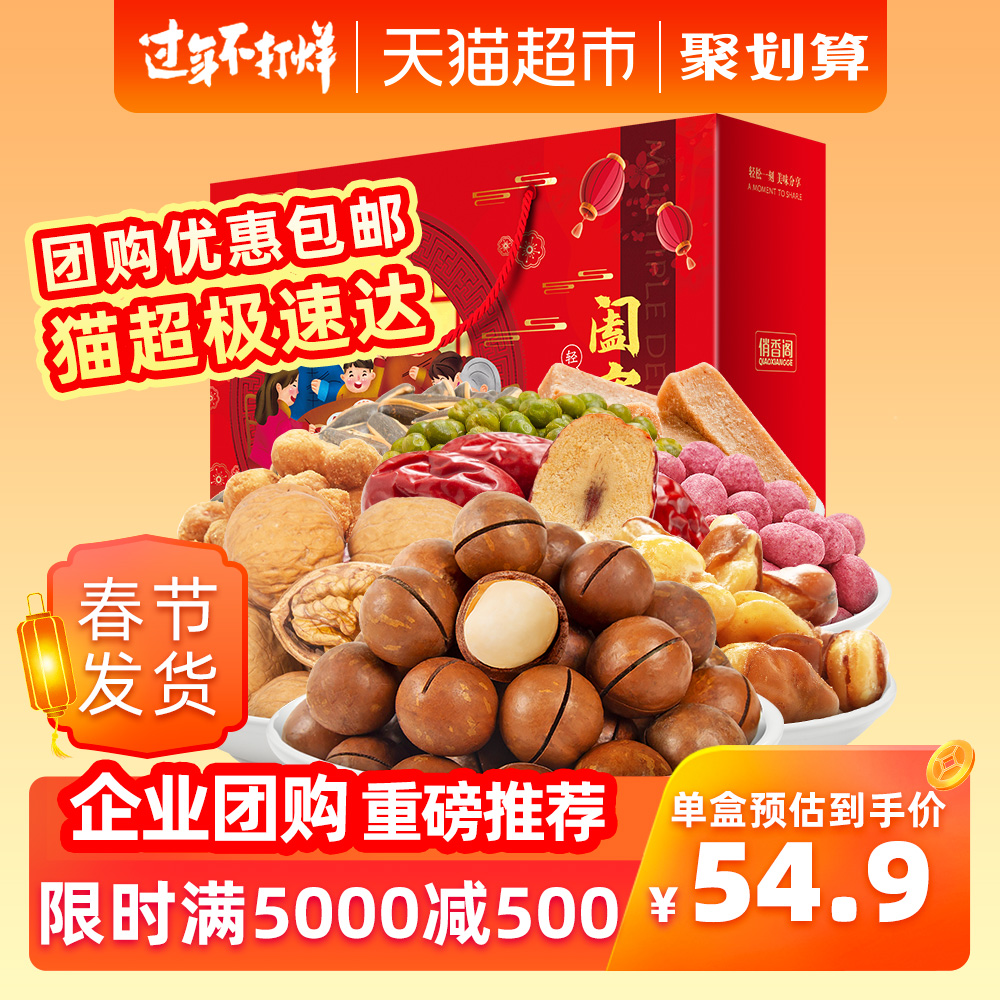 过年不打烊 天猫超市 聚划算
轻松一刻 美味分享
A MOMENT TO SHARE
团购优惠包邮
猫超极速达
阖
轻
俏香阁
QIAOXIANGGE
春节
发货
企业团购 重磅推荐
限时满5000减500
单盒预估到手价
¥54.9